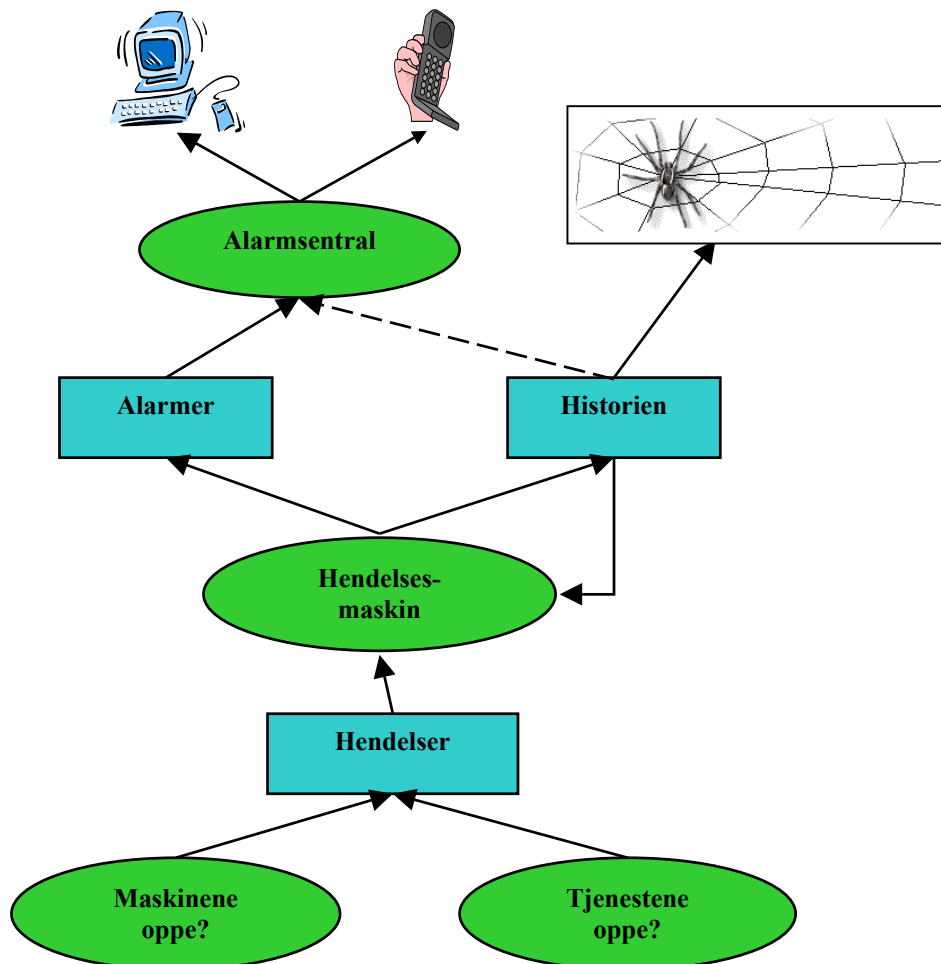 Alarmsentral
Alarmer
Historien
Hendelses-
maskin
Hendelser
Maskinene
oppe?
Tjenestene
oppe?